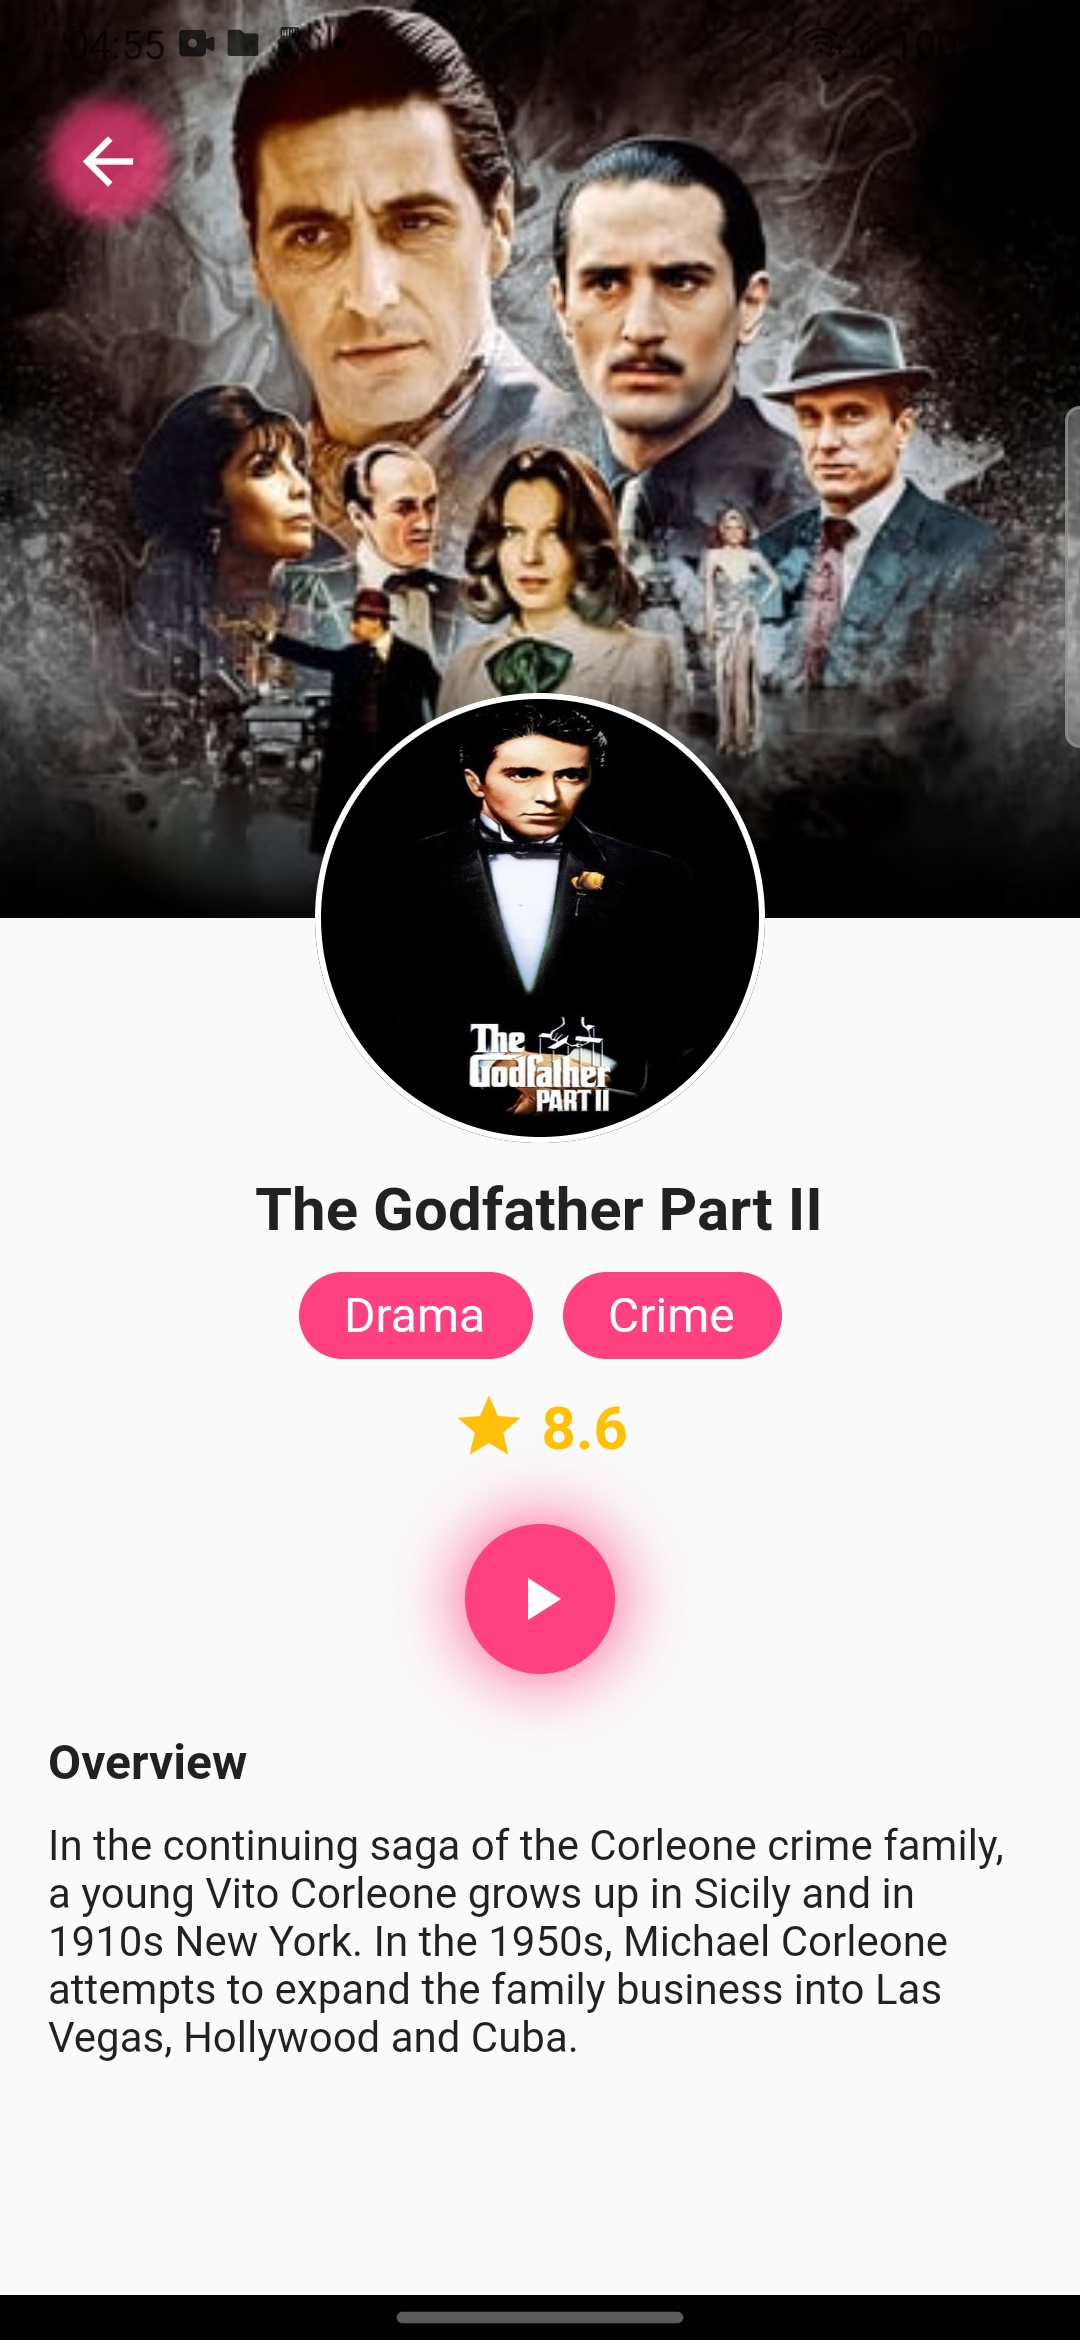 04:55
100%
The
Godfather
PART II
The Godfather Part II
Drama
Crime
8.6
Overview
In the continuing saga of the Corleone crime family,
a young Vito Corleone grows up in Sicily and in
1910s New York. In the 1950s, Michael Corleone
attempts to expand the family business into Las
Vegas, Hollywood and Cuba.